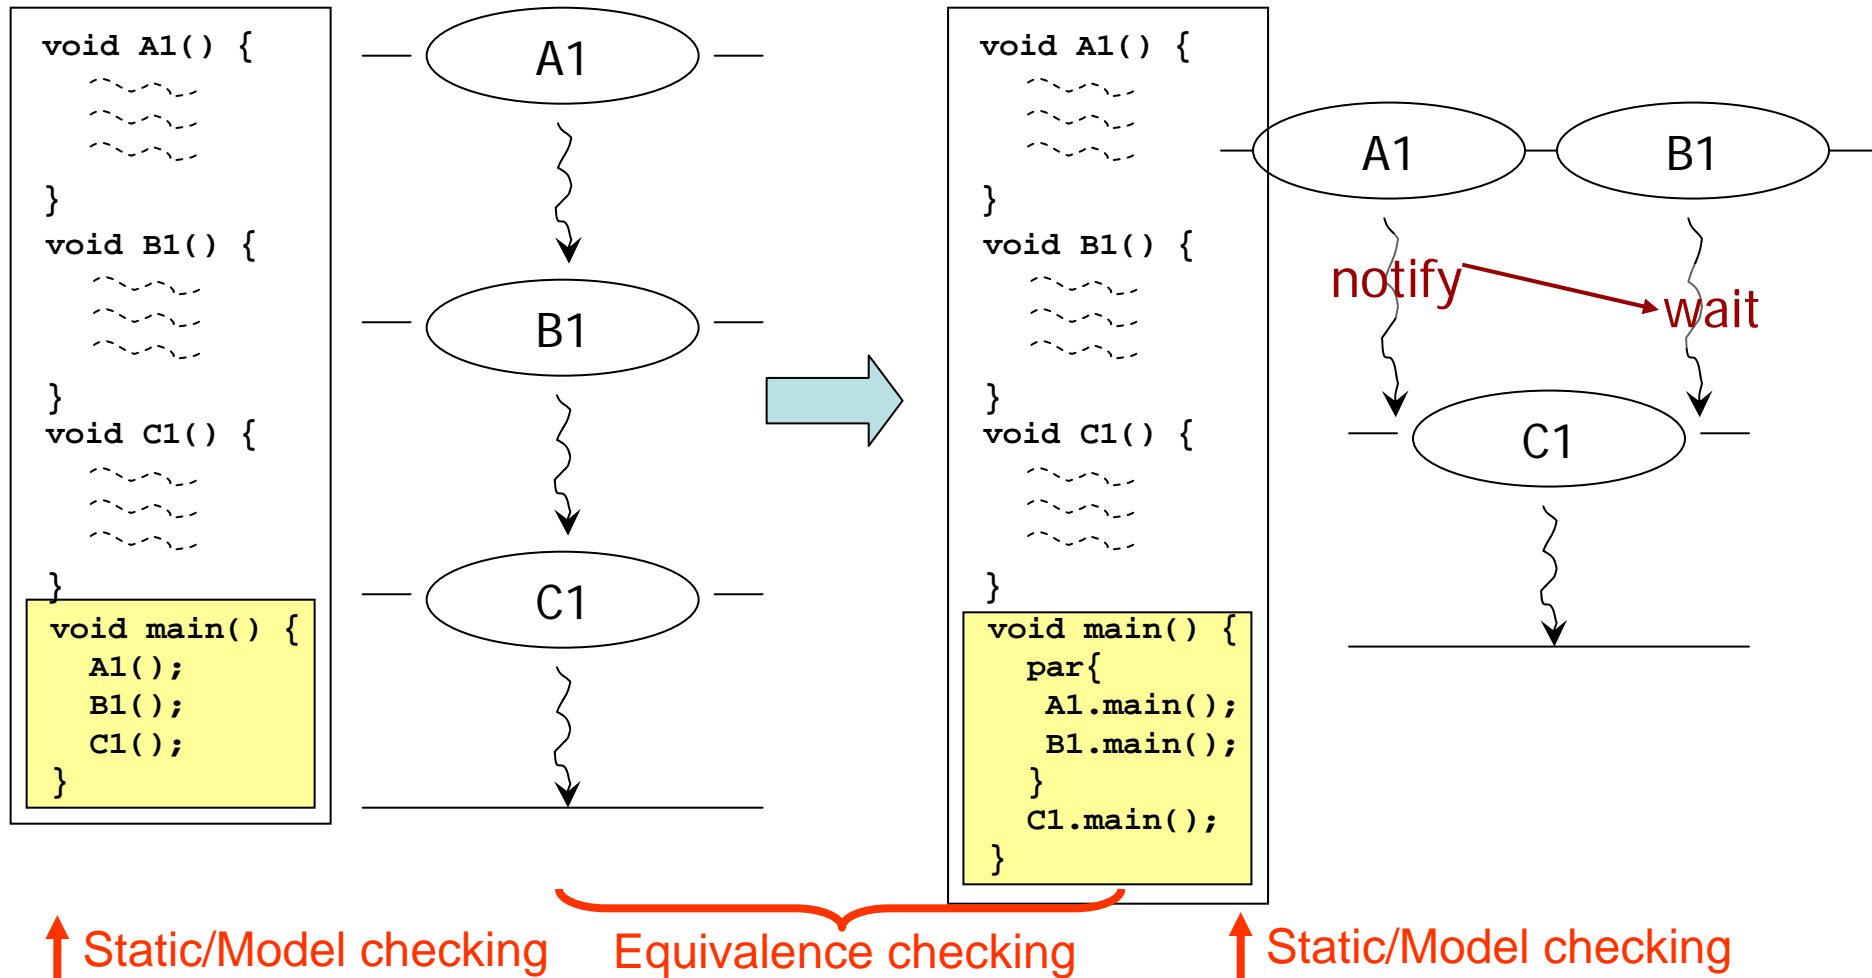 void A1() {
}
void B1() {
}
void C1() {
}
void main() {
A1();
B1();
C1();
}
A1
B1
C1
void A1() {
}
void B1() {
}
void C1() {
}
void main() {
par{
A1.main();
B1.main();
}
C1.main();
}
A1
B1
notify
wait
C1
Static/Model checking
Equivalence checking
Static/Model checking